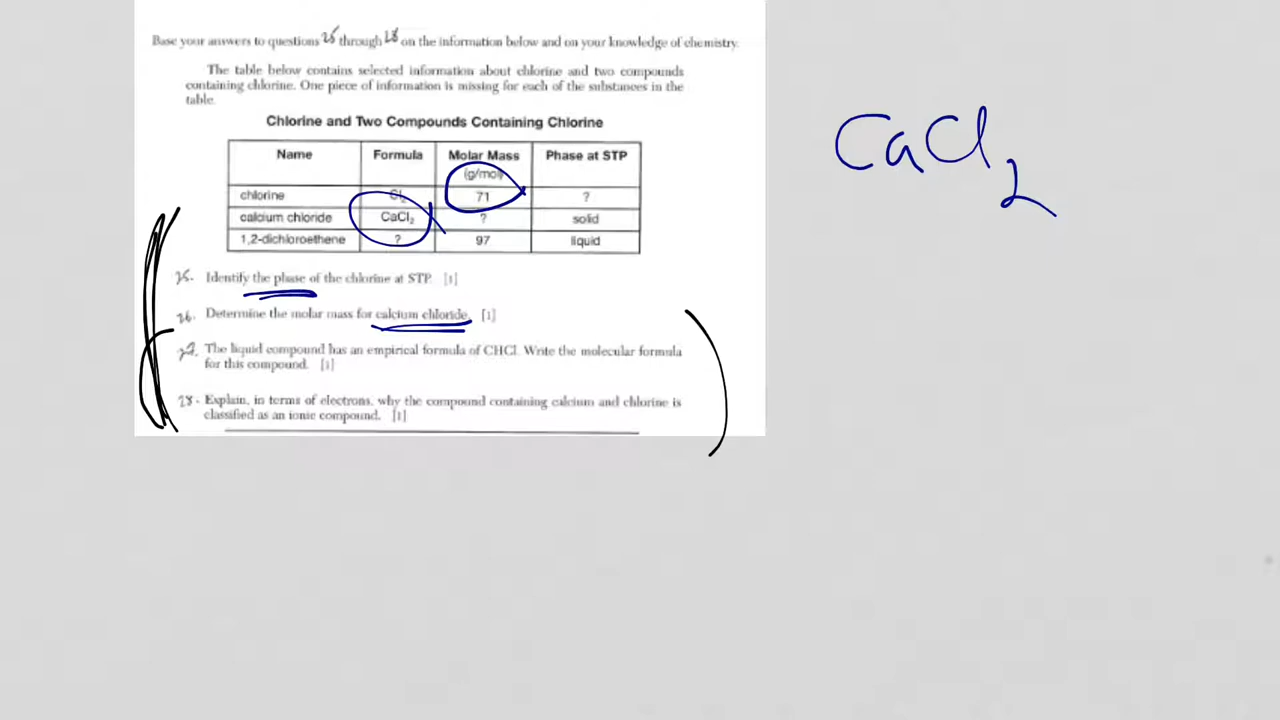 Base your answers to questions 25 through 28 on the information below and on your knowledge of chemistry.
The table below contains selected information about chlorine and two compounds
containing chlorine. One piece of information is missing for each of the substances in the
table.
Chlorine and Two Compounds Containing Chlorine
Name Formula Molar Mass (g/mol) Phase at STP
chlorine Cl₂ 71 ?
calcium chloride CaCl₂ ? solid
1,2-dichloroethene ? 97 liquid
25. Identify the phase of the chlorine at STP. [1]
26. Determine the molar mass for calcium chloride. [1]
27. The liquid compound has an empirical formula of CHCl. Write the molecular formula
for this compound. [1]
28. Explain, in terms of electrons, why the compound containing calcium and chlorine is
classified as an ionic compound. [1]
CaCl₂